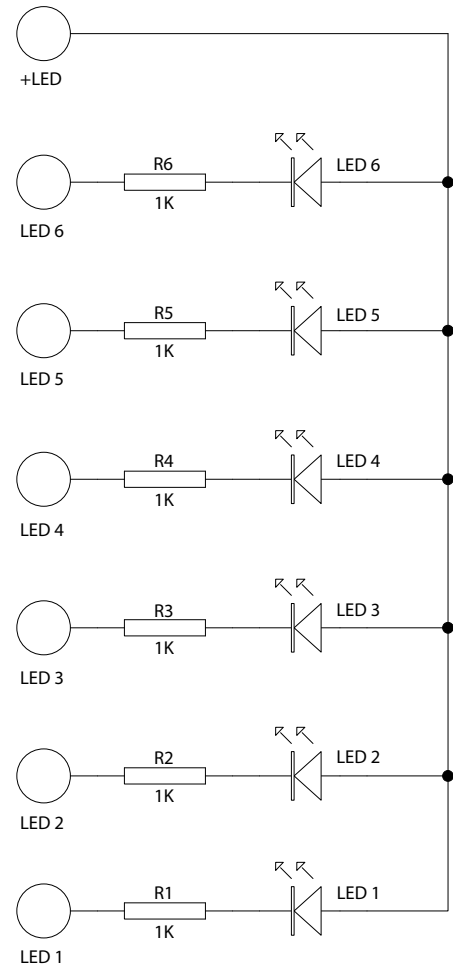 +LED
R6
LED 6
1K
LED 6
R5
LED 5
1K
LED 5
R4
LED 4
1K
LED 4
R3
LED 3
1K
LED 3
R2
LED 2
1K
LED 2
R1
LED 1
1K
LED 1